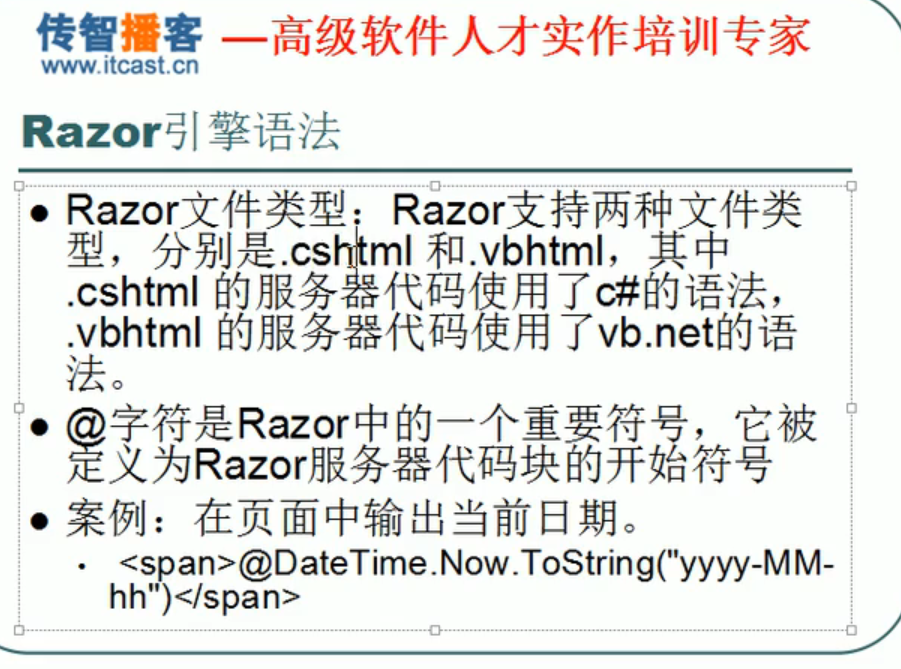 传智播客 —高级软件人才实作培训专家
www.itcast.cn
Razor引擎语法
● Razor文件类型：Razor支持两种文件类
型，分别是.cshtml 和.vbhtml，其中
.cshtml 的服务器代码使用了c#的语法，
.vbhtml 的服务器代码使用了vb.net的语
法。
● @字符是Razor中的一个重要符号，它被
定义为Razor服务器代码块的开始符号
● 案例：在页面中输出当前日期。
• <span>@DateTime.Now.ToString("yyyy-MM-
hh")</span>